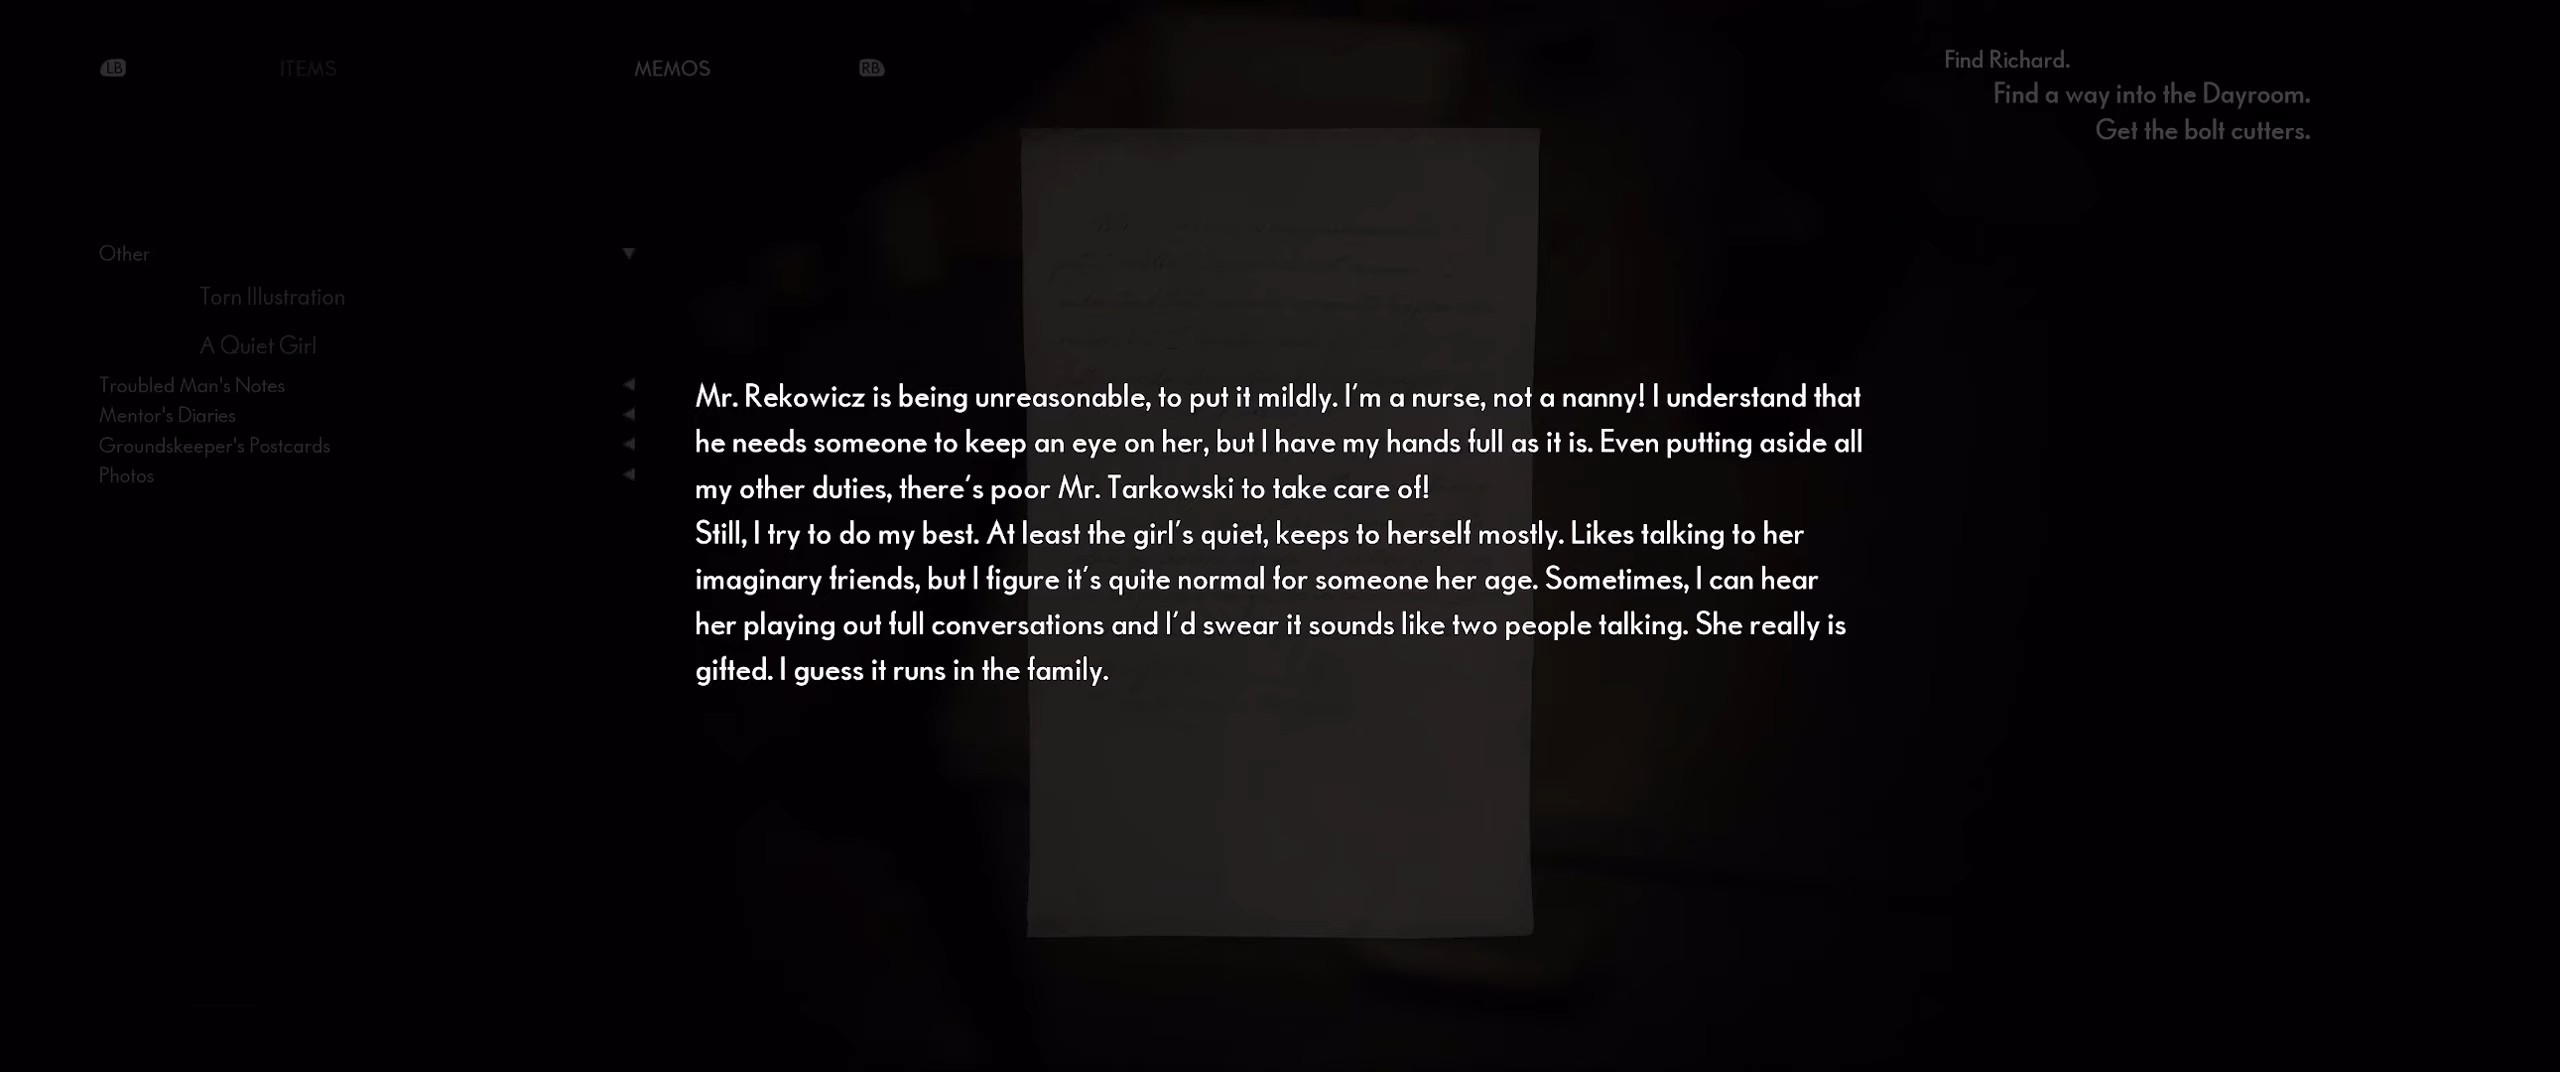 LB
ITEMS
MEMOS
RB
Find Richard.
Find a way into the Dayroom.
Get the bolt cutters.
Other
Torn Illustration
A Quiet Girl
Troubled Man's Notes
Mentor's Diaries
Groundskeeper's Postcards
Photos
Mr. Rekowicz is being unreasonable, to put it mildly. I'm a nurse, not a nanny! I understand that
he needs someone to keep an eye on her, but I have my hands full as it is. Even putting aside all
my other duties, there's poor Mr. Tarkowski to take care of!
Still, I try to do my best. At least the girl's quiet, keeps to herself mostly. Likes talking to her
imaginary friends, but I figure it's quite normal for someone her age. Sometimes, I can hear
her playing out full conversations and I'd swear it sounds like two people talking. She really is
gifted. I guess it runs in the family.